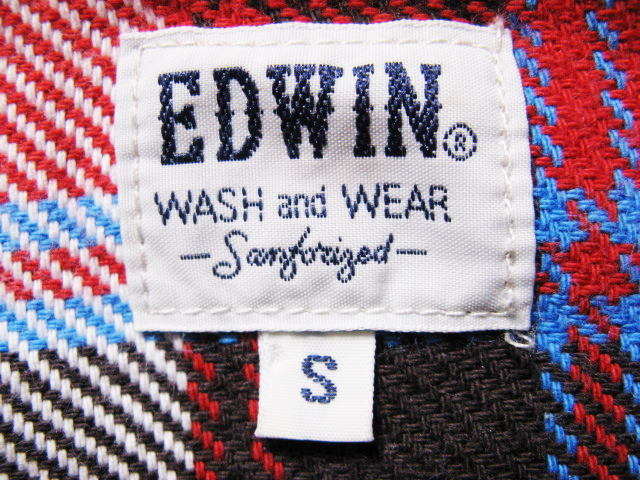 EDWIN®
WASH and WEAR
-Sanforized-
S